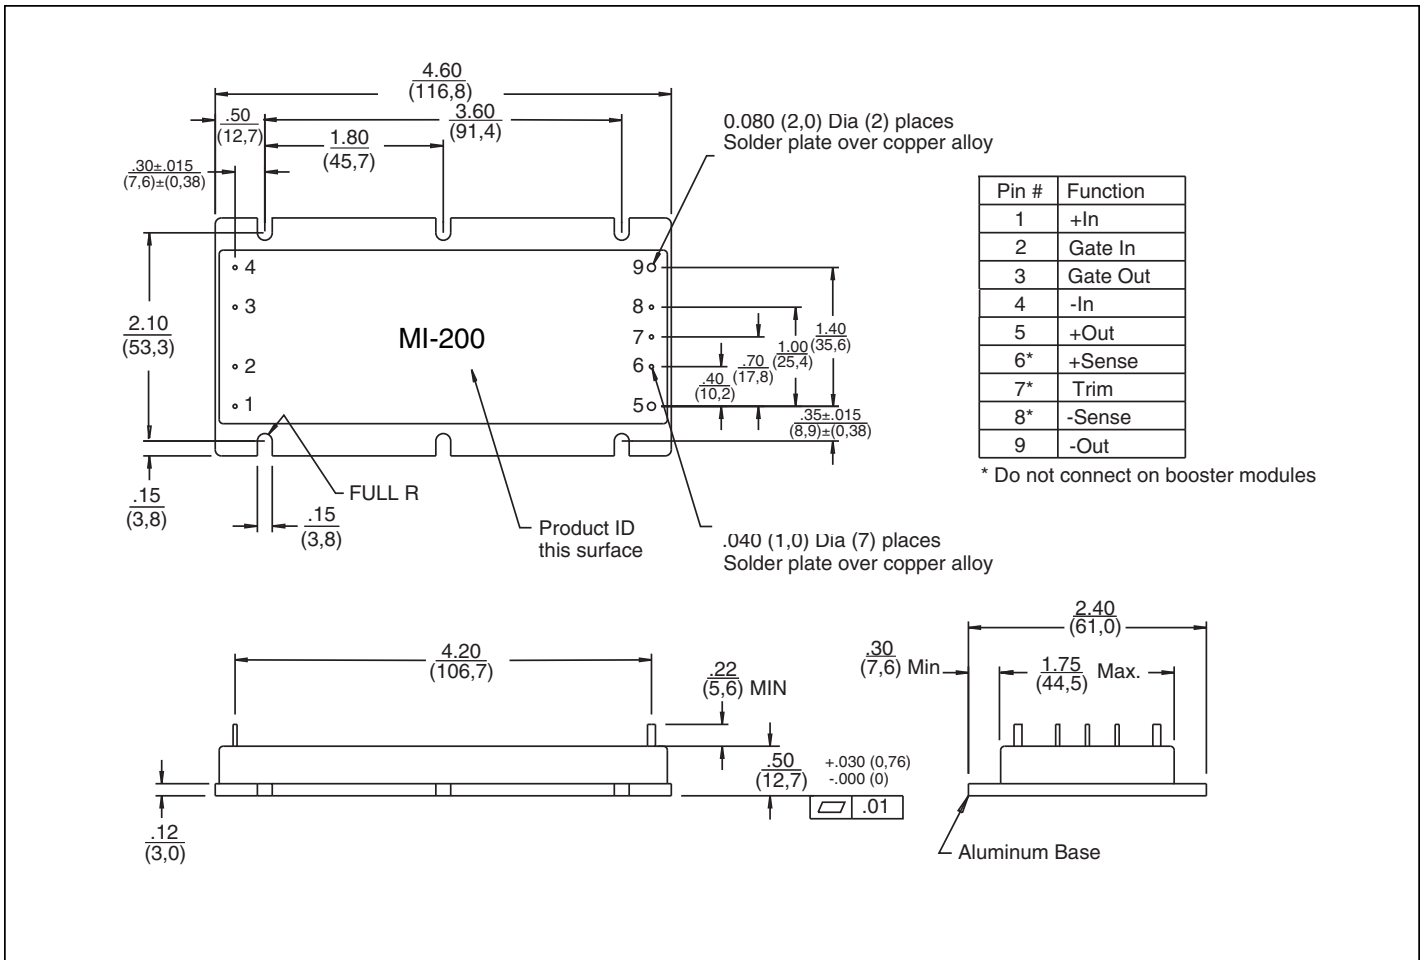 4.60
(116,8)
.50
(12,7)
3.60
(91,4)
1.80
(45,7)
.30±.015
(7,6)±(0,38)
0.080 (2,0) Dia (2) places
Solder plate over copper alloy
4
3
2
1
MI-200
9
8
7
6
5
2.10
(53,3)
1.40
(35,6)
1.00
(25,4)
.70
(17,8)
.40
(10,2)
.35±.015
(8,9)±(0,38)
.15
(3,8)
.15
(3,8)
FULL R
Product ID
this surface
.040 (1,0) Dia (7) places
Solder plate over copper alloy
Pin # Function
1 +In
2 Gate In
3 Gate Out
4 -In
5 +Out
6* +Sense
7* Trim
8* -Sense
9 -Out
* Do not connect on booster modules
4.20
(106,7)
.22
(5,6) MIN
.50
(12,7)
+.030 (0,76)
-.000 (0)
.01
.12
(3,0)
2.40
(61,0)
.30
(7,6) Min
1.75
(44,5) Max.
Aluminum Base